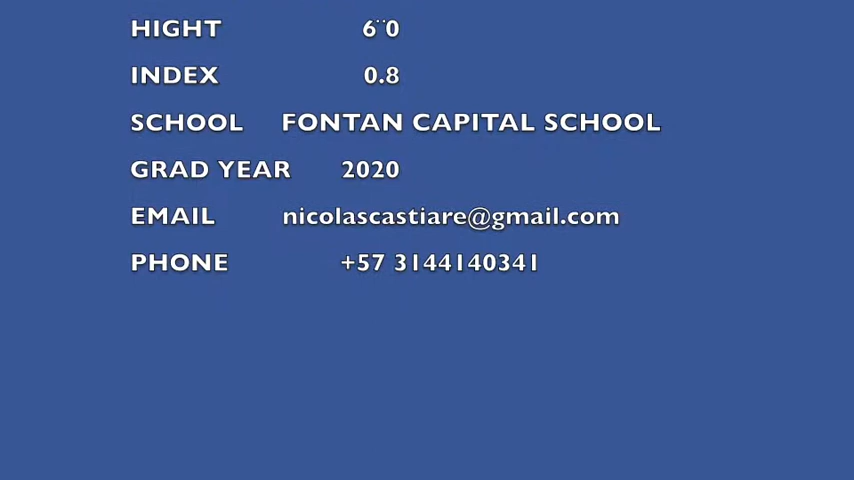 HIGHT 6¨0
INDEX 0.8
SCHOOL FONTAN CAPITAL SCHOOL
GRAD YEAR 2020
EMAIL nicolascastiare@gmail.com
PHONE +57 3144140341